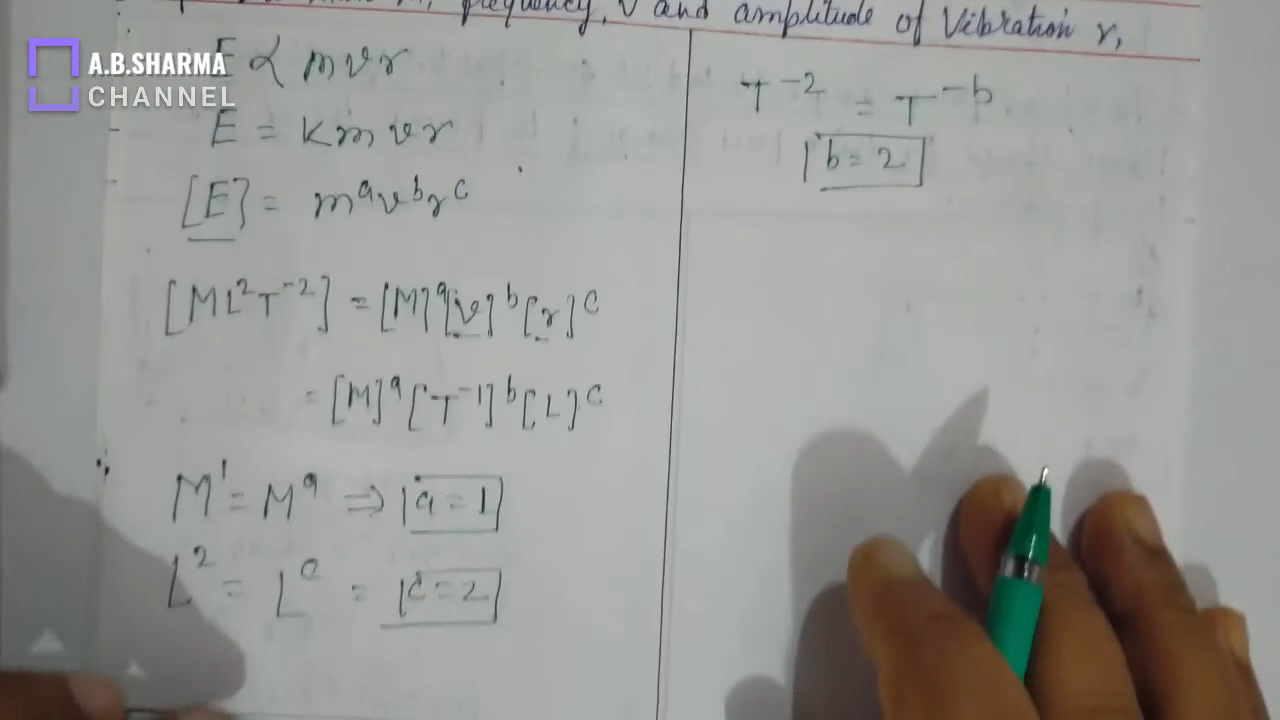 frequency, ν and amplitude of Vibration r,
A.B.SHARMA
CHANNEL
E ∝ m ν r
E = K m ν r
[E] = m^a ν^b r^c
[ML²T⁻²] = [M]^a [ν]^b [r]^c
= [M]^a [T⁻¹]^b [L]^c
∴ M¹ = M^a ⇒ a = 1
L² = L^c = c = 2
T⁻² = T^-b
b = 2